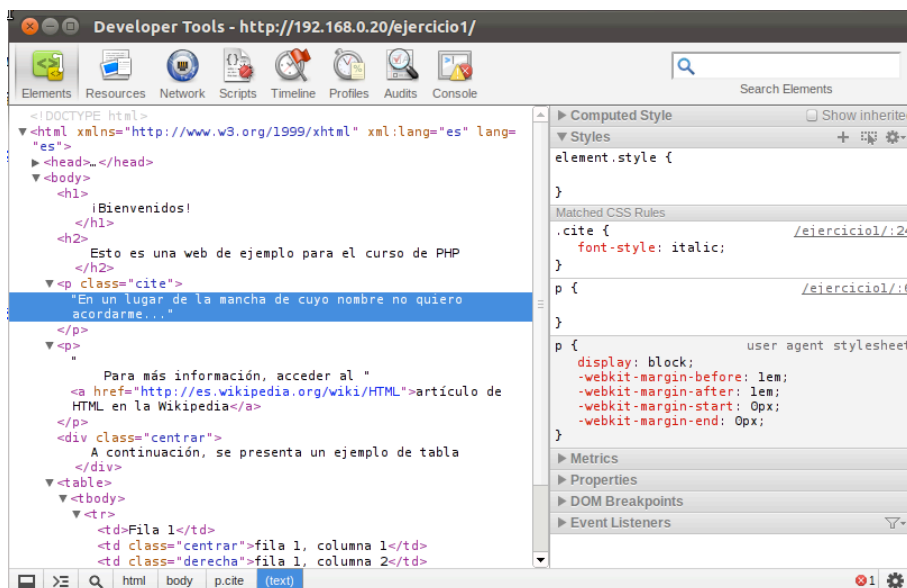 Developer Tools - http://192.168.0.20/ejercicio1/
Elements Resources Network Scripts Timeline Profiles Audits Console
Search Elements
<!DOCTYPE html>
<html xmlns="http://www.w3.org/1999/xhtml" xml:lang="es" lang=
"es">
<head>…</head>
<body>
<h1>
¡Bienvenidos!
</h1>
<h2>
Esto es una web de ejemplo para el curso de PHP
</h2>
<p class="cite">
"En un lugar de la mancha de cuyo nombre no quiero
acordarme..."
</p>
<p>
"
Para más información, acceder al "
<a href="http://es.wikipedia.org/wiki/HTML">artículo de
HTML en la Wikipedia</a>
</p>
<div class="centrar">
A continuación, se presenta un ejemplo de tabla
</div>
<table>
<tbody>
<tr>
<td>Fila 1</td>
<td class="centrar">fila 1, columna 1</td>
<td class="derecha">fila 1, columna 2</td>
Computed Style Show inherite
Styles
element.style {
}
Matched CSS Rules
.cite { /ejercicio1/:24
font-style: italic;
}
p { /ejercicio1/:6
}
p { user agent stylesheet
display: block;
-webkit-margin-before: 1em;
-webkit-margin-after: 1em;
-webkit-margin-start: 0px;
-webkit-margin-end: 0px;
}
Metrics
Properties
DOM Breakpoints
Event Listeners
html body p.cite (text) 1